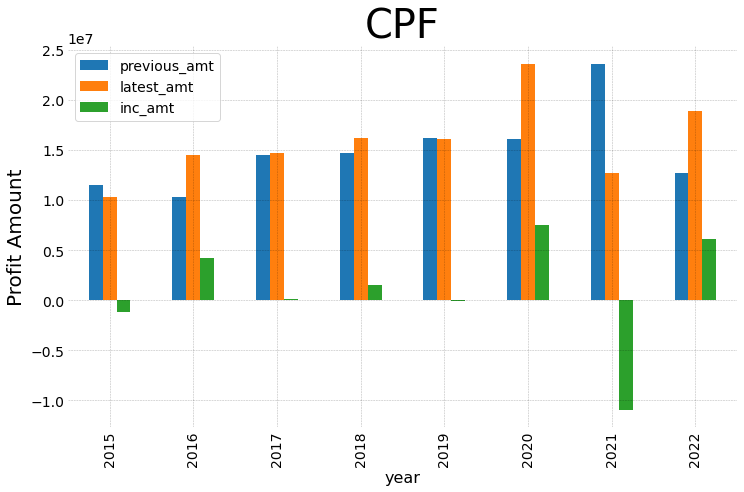 CPF
1e7
2.5
2.0
1.5
1.0
0.5
0.0
−0.5
−1.0
Profit Amount
previous_amt
latest_amt
inc_amt
2015
2016
2017
2018
2019
2020
2021
2022
year